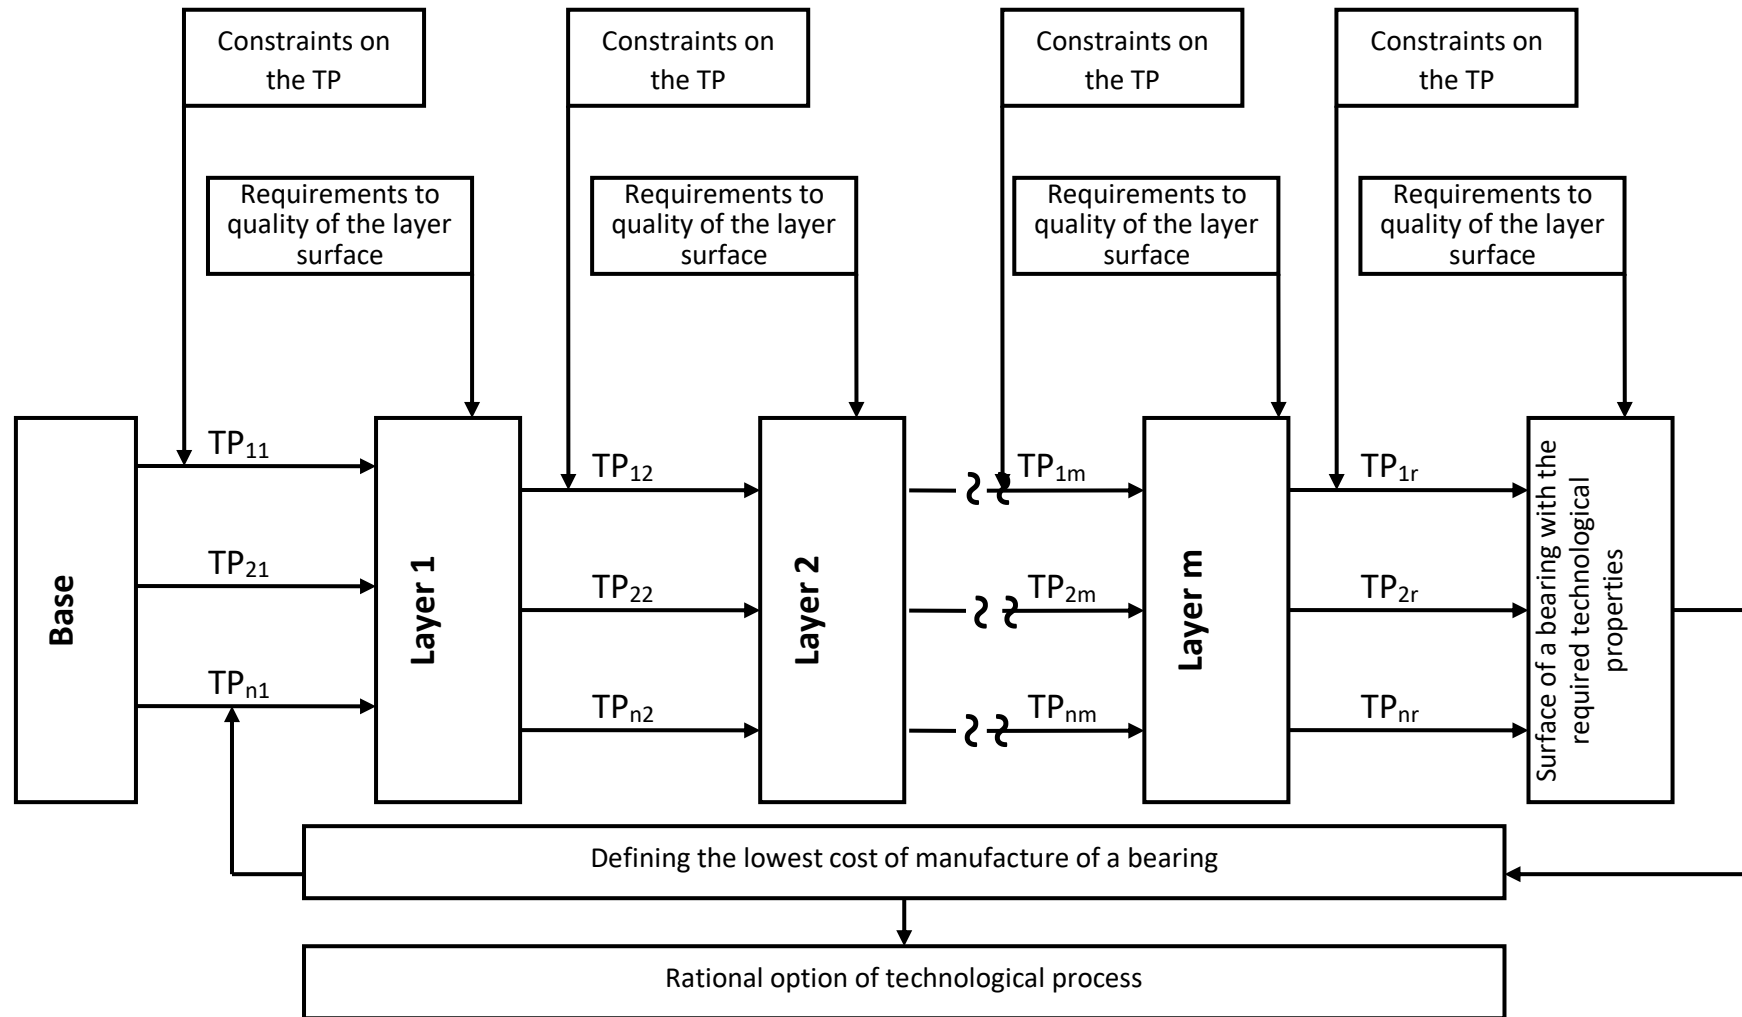 Constraints on
the TP
Constraints on
the TP
Constraints on
the TP
Constraints on
the TP
Requirements to
quality of the layer
surface
Requirements to
quality of the layer
surface
Requirements to
quality of the layer
surface
Requirements to
quality of the layer
surface
Base
TP11
TP21
TPn1
Layer 1
TP12
TP22
TPn2
Layer 2
TP1m
TP2m
TPnm
Layer m
TP1r
TP2r
TPnr
Surface of a bearing with the
required technological
properties
Defining the lowest cost of manufacture of a bearing
Rational option of technological process